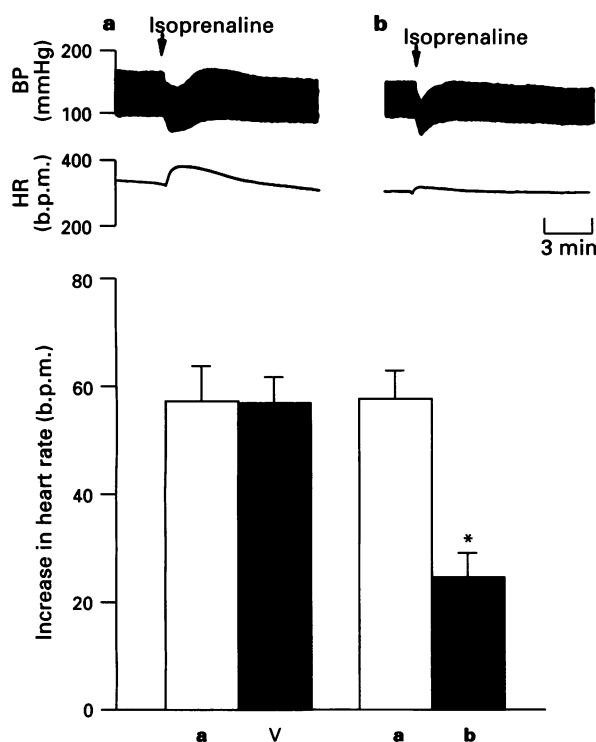 a Isoprenaline
b Isoprenaline
BP
(mmHg)
200
100
HR
(b.p.m.)
400
200
3 min
Increase in heart rate (b.p.m.)
80
60
40
20
0
*
a V a b